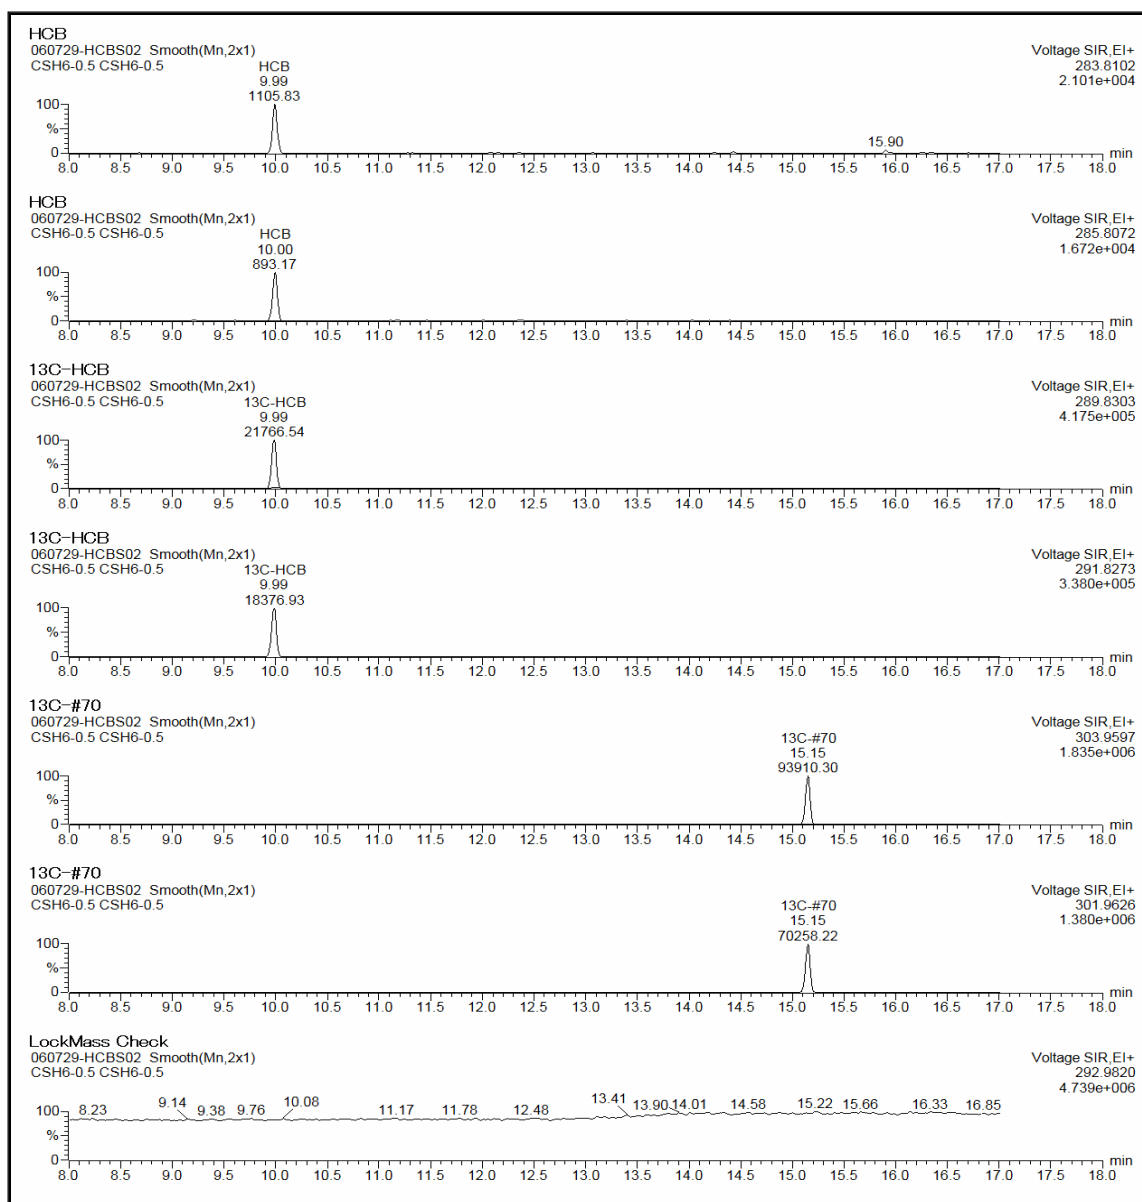 HCB
060729-HCBS02 Smooth(Mn,2x1)
CSH6-0.5 CSH6-0.5
Voltage SIR,EI+
283.8102
2.101e+004
HCB
9.99
1105.83
15.90
100
%
0
8.0 8.5 9.0 9.5 10.0 10.5 11.0 11.5 12.0 12.5 13.0 13.5 14.0 14.5 15.0 15.5 16.0 16.5 17.0 17.5 18.0 min
HCB
060729-HCBS02 Smooth(Mn,2x1)
CSH6-0.5 CSH6-0.5
Voltage SIR,EI+
285.8072
1.672e+004
HCB
10.00
893.17
100
%
0
8.0 8.5 9.0 9.5 10.0 10.5 11.0 11.5 12.0 12.5 13.0 13.5 14.0 14.5 15.0 15.5 16.0 16.5 17.0 17.5 18.0 min
13C-HCB
060729-HCBS02 Smooth(Mn,2x1)
CSH6-0.5 CSH6-0.5
Voltage SIR,EI+
289.8303
4.175e+005
13C-HCB
9.99
21766.54
100
%
0
8.0 8.5 9.0 9.5 10.0 10.5 11.0 11.5 12.0 12.5 13.0 13.5 14.0 14.5 15.0 15.5 16.0 16.5 17.0 17.5 18.0 min
13C-HCB
060729-HCBS02 Smooth(Mn,2x1)
CSH6-0.5 CSH6-0.5
Voltage SIR,EI+
291.8273
3.380e+005
13C-HCB
9.99
18376.93
100
%
0
8.0 8.5 9.0 9.5 10.0 10.5 11.0 11.5 12.0 12.5 13.0 13.5 14.0 14.5 15.0 15.5 16.0 16.5 17.0 17.5 18.0 min
13C-#70
060729-HCBS02 Smooth(Mn,2x1)
CSH6-0.5 CSH6-0.5
Voltage SIR,EI+
303.9597
1.835e+006
13C-#70
15.15
93910.30
100
%
0
8.0 8.5 9.0 9.5 10.0 10.5 11.0 11.5 12.0 12.5 13.0 13.5 14.0 14.5 15.0 15.5 16.0 16.5 17.0 17.5 18.0 min
13C-#70
060729-HCBS02 Smooth(Mn,2x1)
CSH6-0.5 CSH6-0.5
Voltage SIR,EI+
301.9626
1.380e+006
13C-#70
15.15
70258.22
100
%
0
8.0 8.5 9.0 9.5 10.0 10.5 11.0 11.5 12.0 12.5 13.0 13.5 14.0 14.5 15.0 15.5 16.0 16.5 17.0 17.5 18.0 min
LockMass Check
060729-HCBS02 Smooth(Mn,2x1)
CSH6-0.5 CSH6-0.5
Voltage SIR,EI+
292.9820
4.739e+006
8.23 9.14 9.38 9.76 10.08 11.17 11.78 12.48 13.41 13.90 14.01 14.58 15.22 15.66 16.33 16.85
100
%
0
8.0 8.5 9.0 9.5 10.0 10.5 11.0 11.5 12.0 12.5 13.0 13.5 14.0 14.5 15.0 15.5 16.0 16.5 17.0 17.5 18.0 min